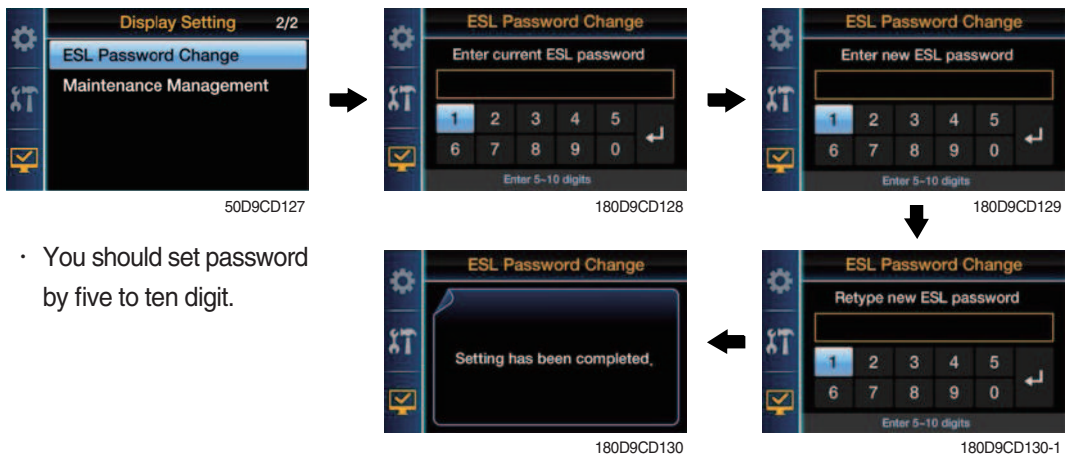 Display Setting 2/2
ESL Password Change
Maintenance Management
50D9CD127
ESL Password Change
Enter current ESL password
1 2 3 4 5
6 7 8 9 0
Enter 5~10 digits
180D9CD128
ESL Password Change
Enter new ESL password
1 2 3 4 5
6 7 8 9 0
Enter 5~10 digits
180D9CD129
ESL Password Change
Retype new ESL password
1 2 3 4 5
6 7 8 9 0
Enter 5~10 digits
180D9CD130-1
ESL Password Change
Setting has been completed.
180D9CD130
· You should set password
by five to ten digit.